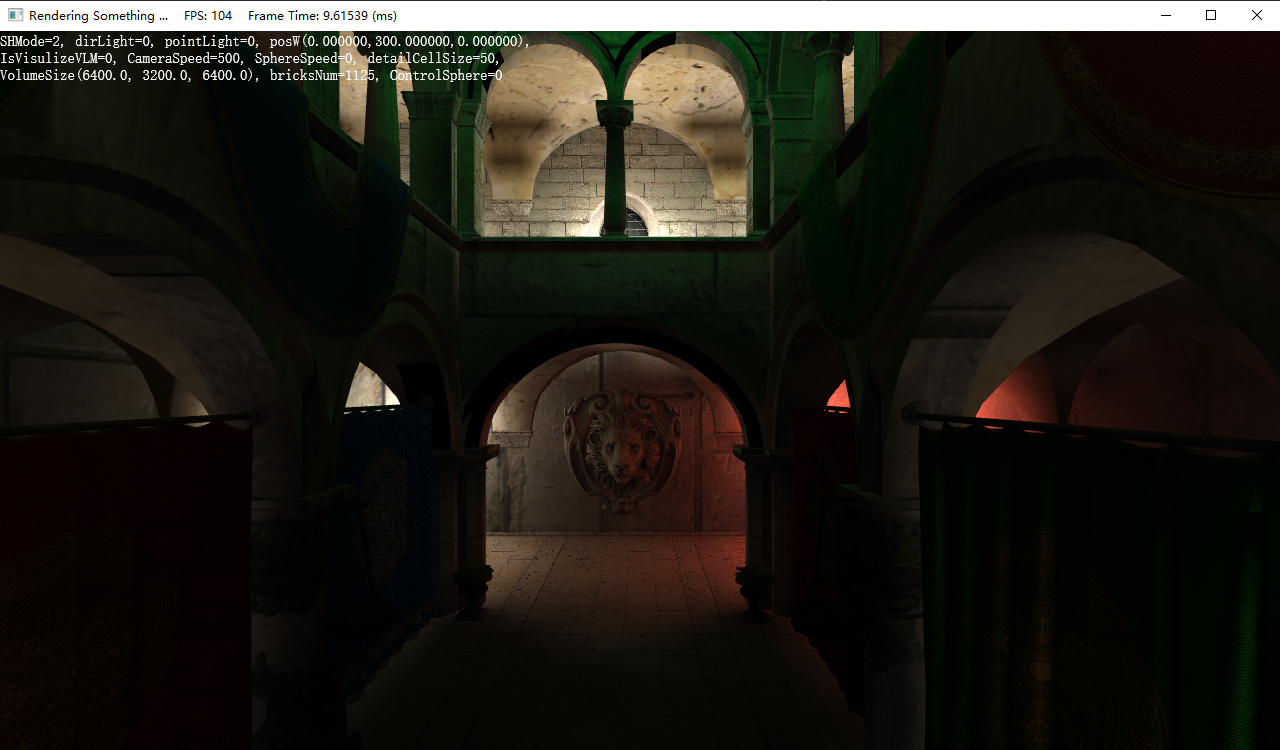 Rendering Something ... FPS: 104 Frame Time: 9.61539 (ms)
SHMode=2, dirLight=0, pointLight=0, posW(0.000000,300.000000,0.000000),
IsVisulizeVLM=0, CameraSpeed=500, SphereSpeed=0, detailCellSize=50,
VolumeSize(6400.0, 3200.0, 6400.0), bricksNum=1125, ControlSphere=0